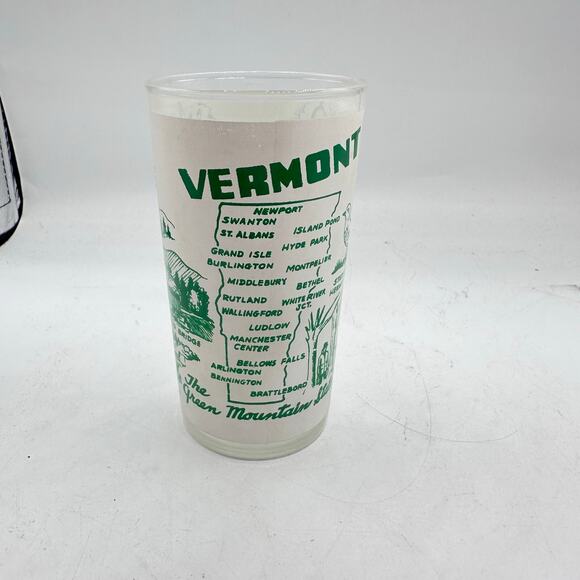 VERMONT
NEWPORT
SWANTON
ISLAND POND
ST. ALBANS
HYDE PARK
GRAND ISLE
BURLINGTON
MONTPELIER
MIDDLEBURY
BETHEL
RUTLAND
WHITE RIVER
JCT.
WALLINGFORD
LUDLOW
MANCHESTER
CENTER
BELLOWS FALLS
ARLINGTON
BENNINGTON
BRATTLEBORO
BRIDGE
The
Green Mountain